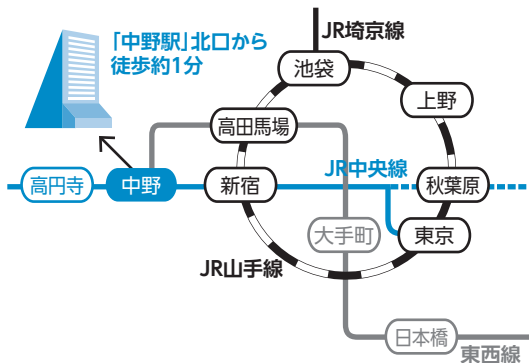 「中野駅」北口から
徒歩約1分
JR埼京線
池袋
上野
高田馬場
JR中央線
高円寺
中野
新宿
秋葉原
大手町
東京
JR山手線
日本橋
東西線